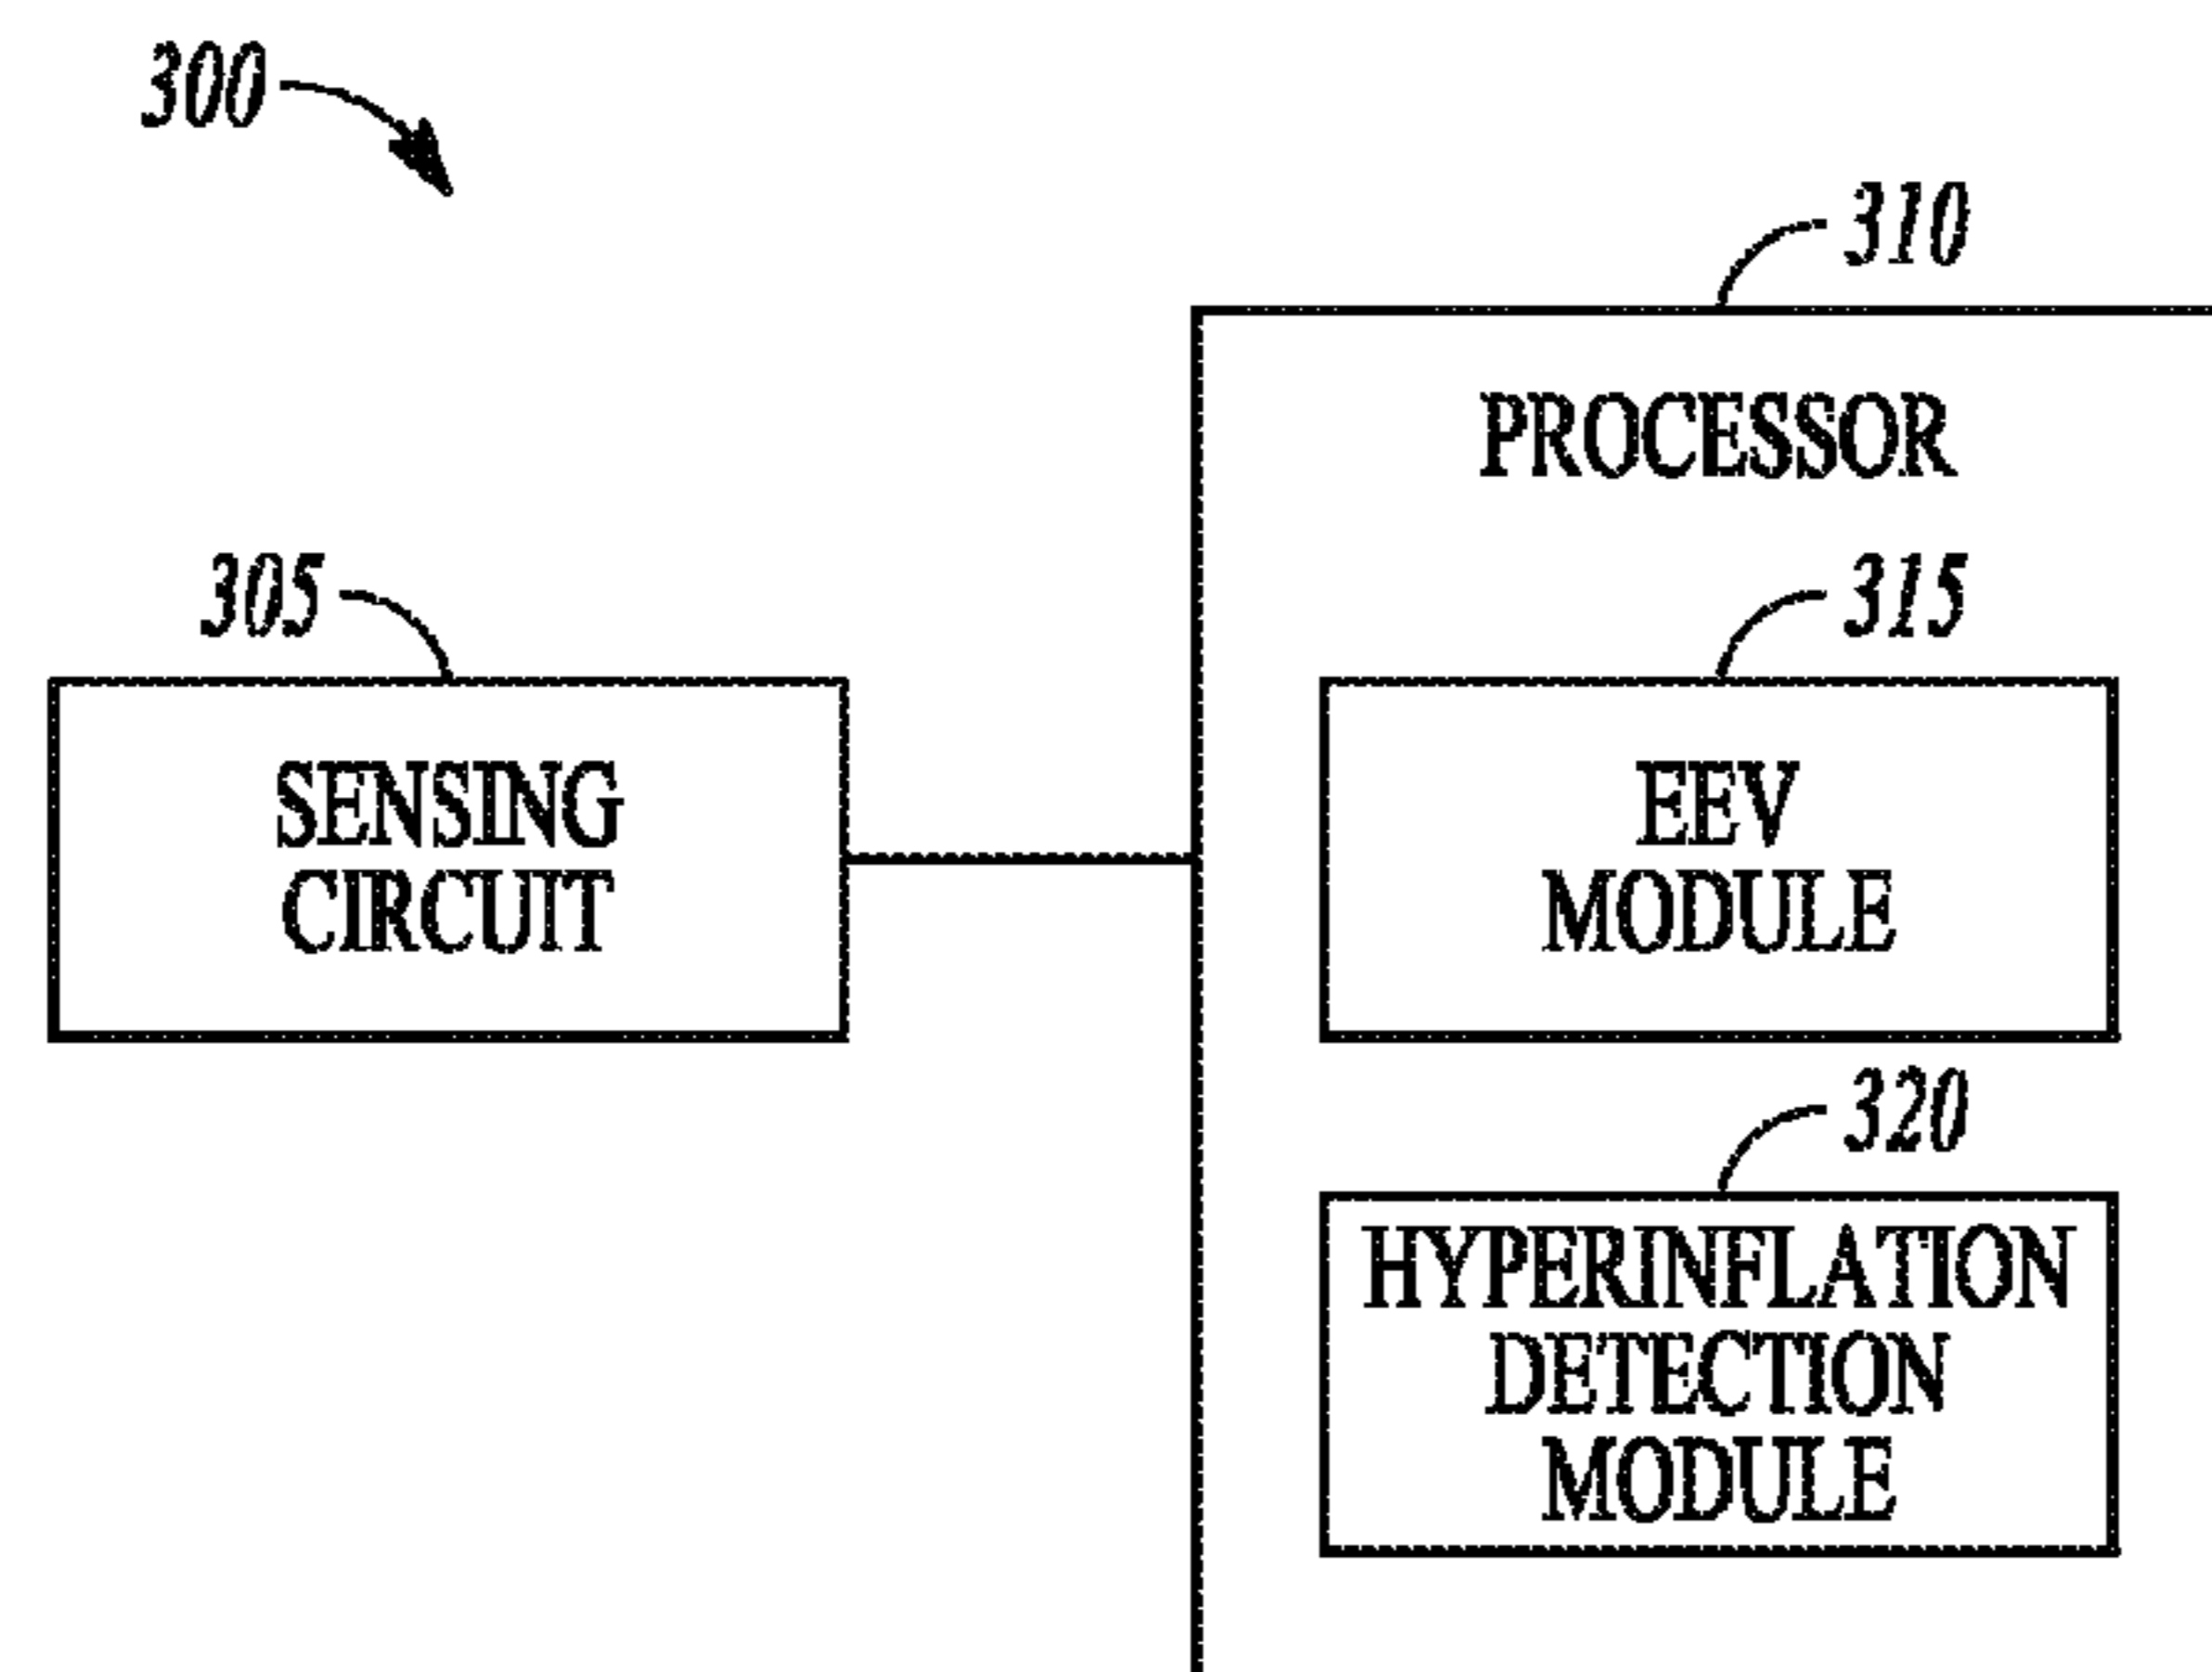 300
310
PROCESSOR
305
315
SENSING
CIRCUIT
EEV
MODULE
320
HYPERINFLATION
DETECTION
MODULE